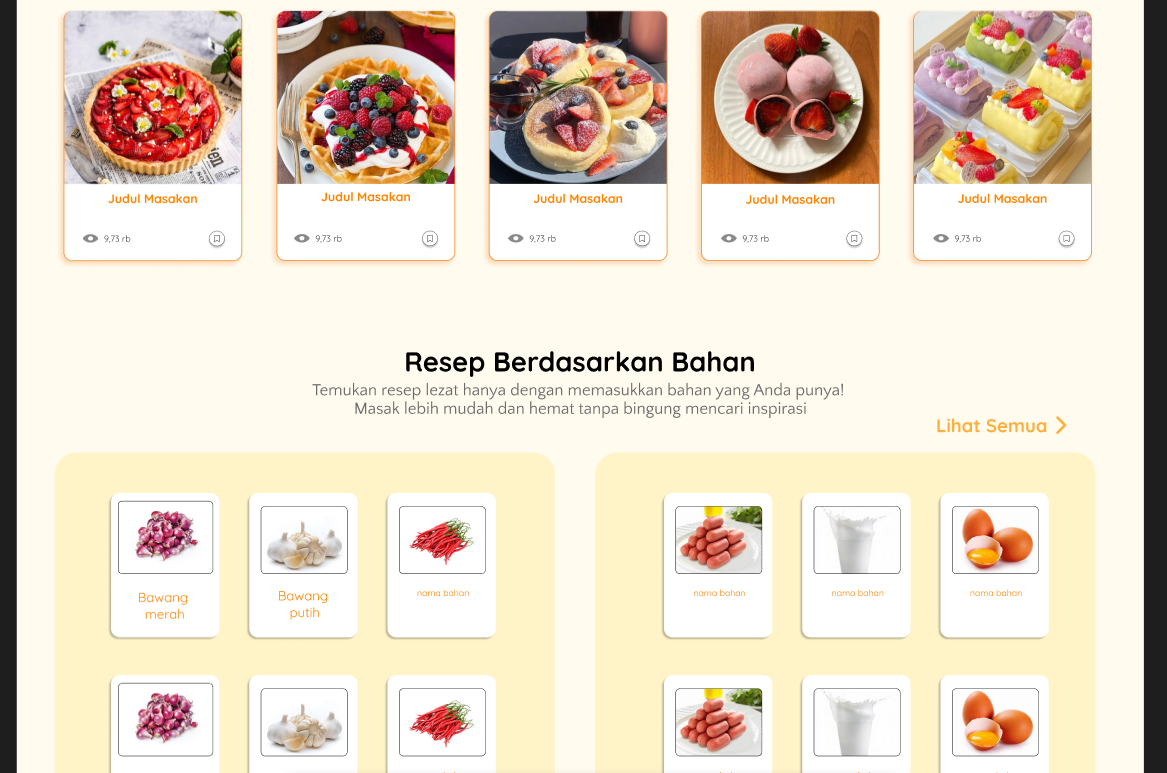 Judul Masakan
Judul Masakan
Judul Masakan
Judul Masakan
Judul Masakan
9,73 rb
9,73 rb
9,73 rb
9,73 rb
9,73 rb
Resep Berdasarkan Bahan
Temukan resep lezat hanya dengan memasukkan bahan yang Anda punya!
Masak lebih mudah dan hemat tanpa bingung mencari inspirasi
Lihat Semua
Bawang
merah
Bawang
putih
nama bahan
nama bahan
nama bahan
nama bahan